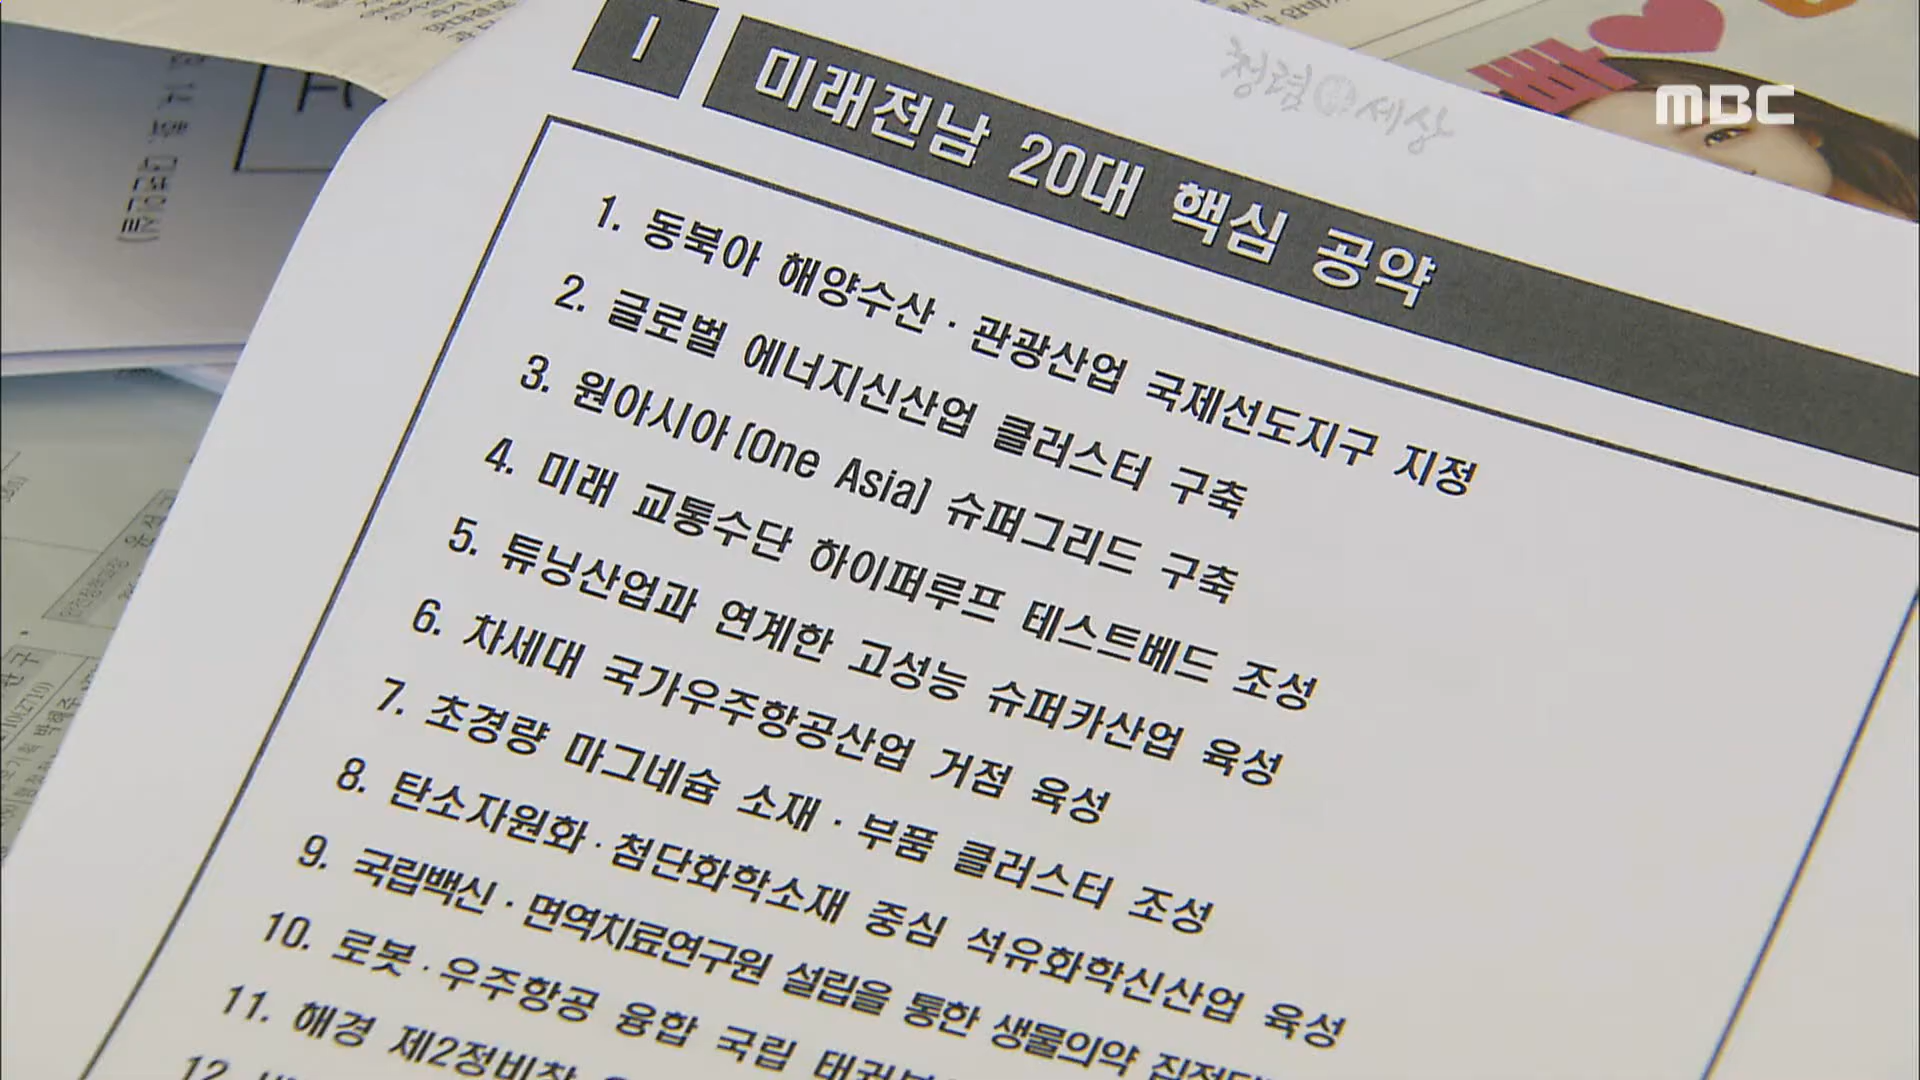 I 미래전남 20대 핵심 공약
청렴 세상
MBC
빠
1. 동북아 해양수산·관광산업 국제선도지구 지정
2. 글로벌 에너지신산업 클러스터 구축
3. 원아시아(One Asia) 슈퍼그리드 구축
4. 미래 교통수단 하이퍼루프 테스트베드 조성
5. 튜닝산업과 연계한 고성능 슈퍼카산업 육성
6. 차세대 국가우주항공산업 거점 육성
7. 초경량 마그네슘 소재·부품 클러스터 조성
8. 탄소자원화·첨단화학소재 중심 석유화학신산업 육성
9. 국립백신·면역치료연구원 설립을 통한 생물의약
10. 로봇·우주항공 융합 국립
11. 해경 제2정비창
12.